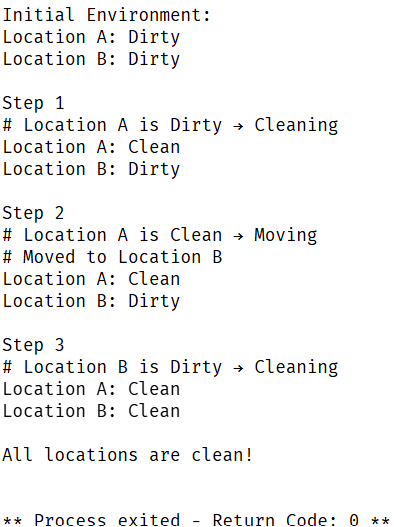 Initial Environment:
Location A: Dirty
Location B: Dirty

Step 1
# Location A is Dirty → Cleaning
Location A: Clean
Location B: Dirty

Step 2
# Location A is Clean → Moving
# Moved to Location B
Location A: Clean
Location B: Dirty

Step 3
# Location B is Dirty → Cleaning
Location A: Clean
Location B: Clean

All locations are clean!

** Process exited - Return Code: 0 **